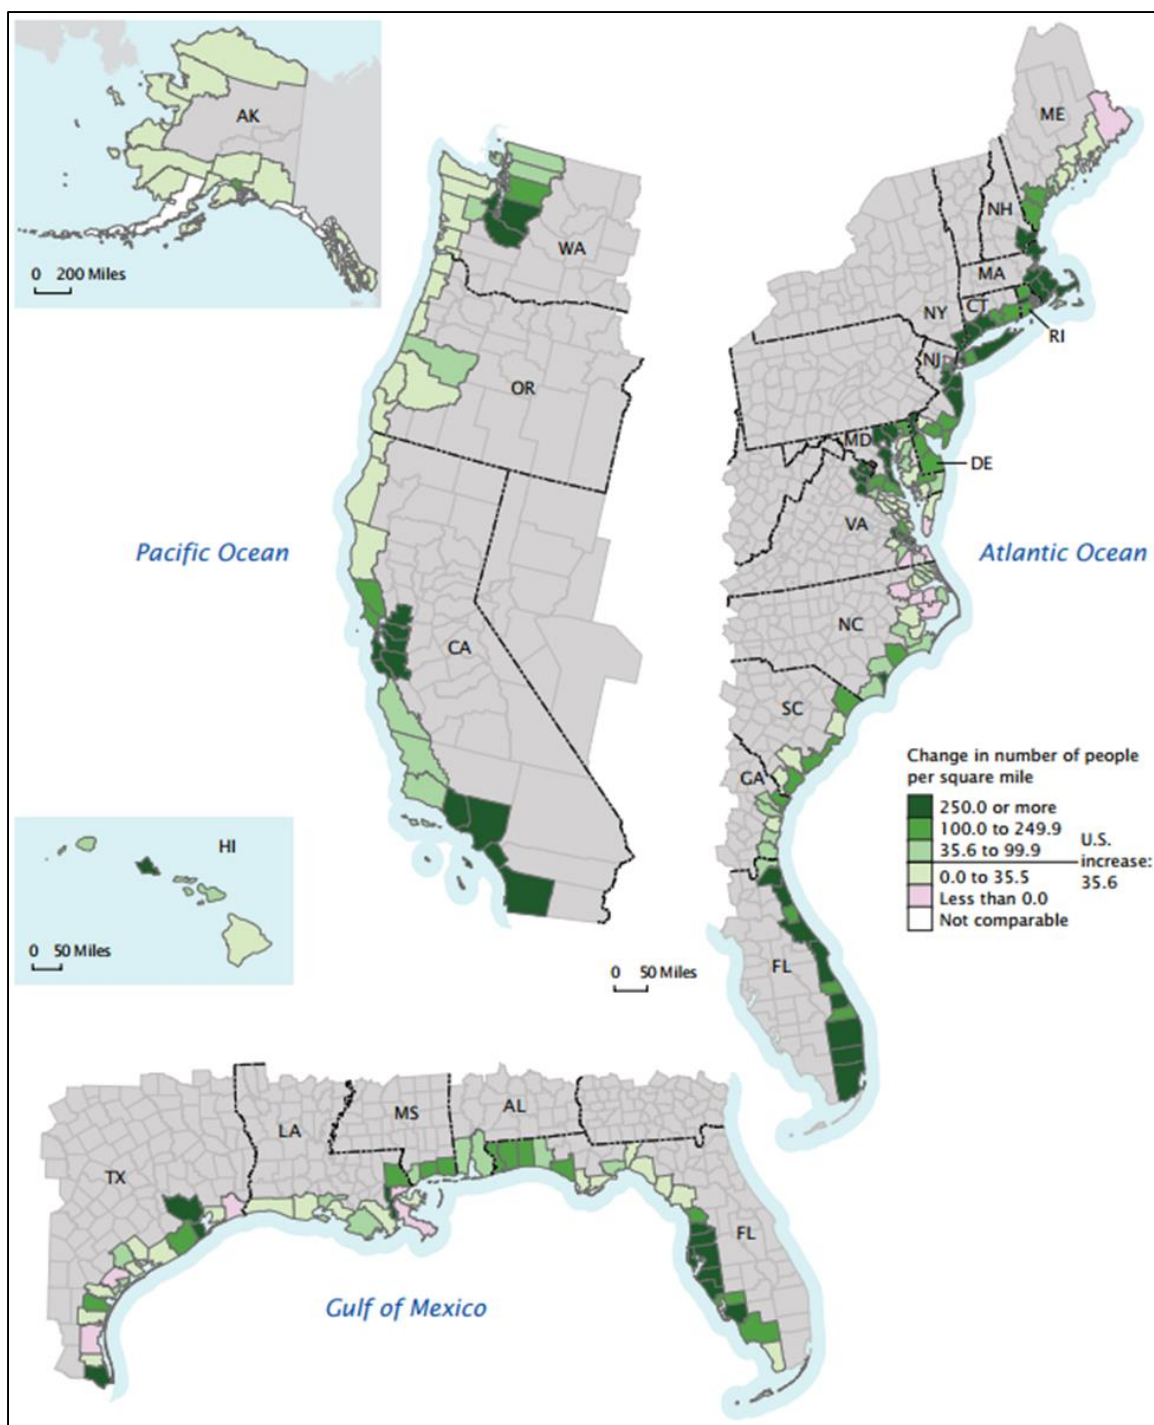 AK
0 200 Miles
WA
OR
CA
Pacific Ocean
HI
0 50 Miles
ME
NH
MA
NY
CT
RI
NJ
MD
DE
VA
Atlantic Ocean
NC
SC
GA
FL
0 50 Miles
Change in number of people
per square mile
250.0 or more
100.0 to 249.9
35.6 to 99.9
0.0 to 35.5
Less than 0.0
Not comparable
U.S.
increase:
35.6
TX
LA
MS
AL
FL
Gulf of Mexico